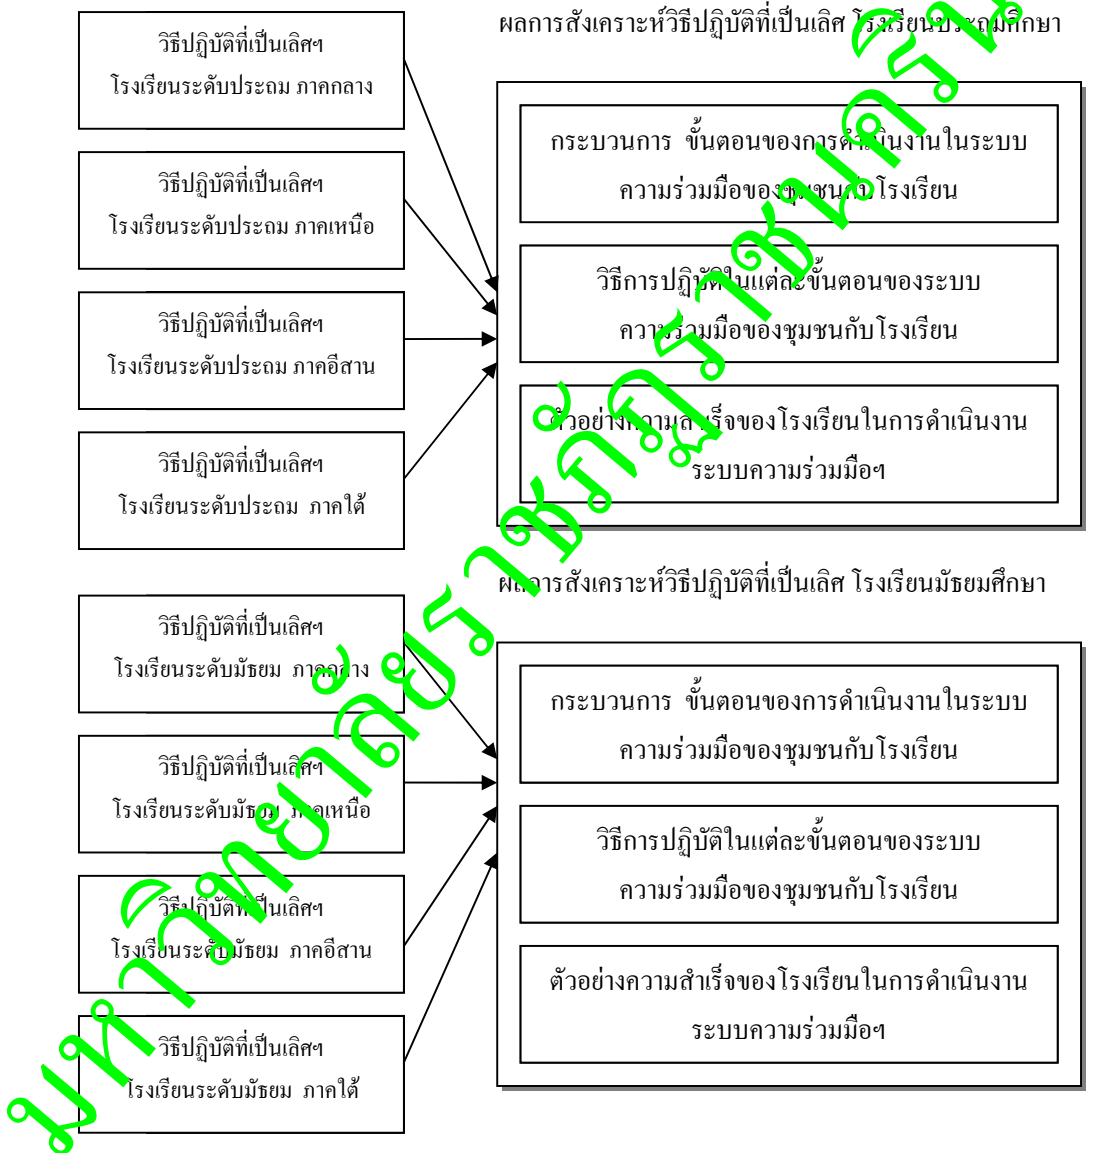 ผลการสังเคราะห์วิธีปฏิบัติที่เป็นเลิศ โรงเรียนประถมศึกษา
วิธีปฏิบัติที่เป็นเลิศฯ
โรงเรียนระดับประถม ภาคกลาง
วิธีปฏิบัติที่เป็นเลิศฯ
โรงเรียนระดับประถม ภาคเหนือ
วิธีปฏิบัติที่เป็นเลิศฯ
โรงเรียนระดับประถม ภาคอีสาน
วิธีปฏิบัติที่เป็นเลิศฯ
โรงเรียนระดับประถม ภาคใต้
กระบวนการ ขั้นตอนของการดำเนินงานในระบบ
ความร่วมมือของชุมชนกับโรงเรียน
วิธีการปฏิบัติในแต่ละขั้นตอนของระบบ
ความร่วมมือของชุมชนกับโรงเรียน
ตัวอย่างความสำเร็จของโรงเรียนในการดำเนินงาน
ระบบความร่วมมือฯ
ผลการสังเคราะห์วิธีปฏิบัติที่เป็นเลิศ โรงเรียนมัธยมศึกษา
วิธีปฏิบัติที่เป็นเลิศฯ
โรงเรียนระดับมัธยม ภาคกลาง
วิธีปฏิบัติที่เป็นเลิศฯ
โรงเรียนระดับมัธยม ภาคเหนือ
วิธีปฏิบัติที่เป็นเลิศฯ
โรงเรียนระดับมัธยม ภาคอีสาน
วิธีปฏิบัติที่เป็นเลิศฯ
โรงเรียนระดับมัธยม ภาคใต้
กระบวนการ ขั้นตอนของการดำเนินงานในระบบ
ความร่วมมือของชุมชนกับโรงเรียน
วิธีการปฏิบัติในแต่ละขั้นตอนของระบบ
ความร่วมมือของชุมชนกับโรงเรียน
ตัวอย่างความสำเร็จของโรงเรียนในการดำเนินงาน
ระบบความร่วมมือฯ
มหาวิทยาลัยราชภัฏราชนคริน